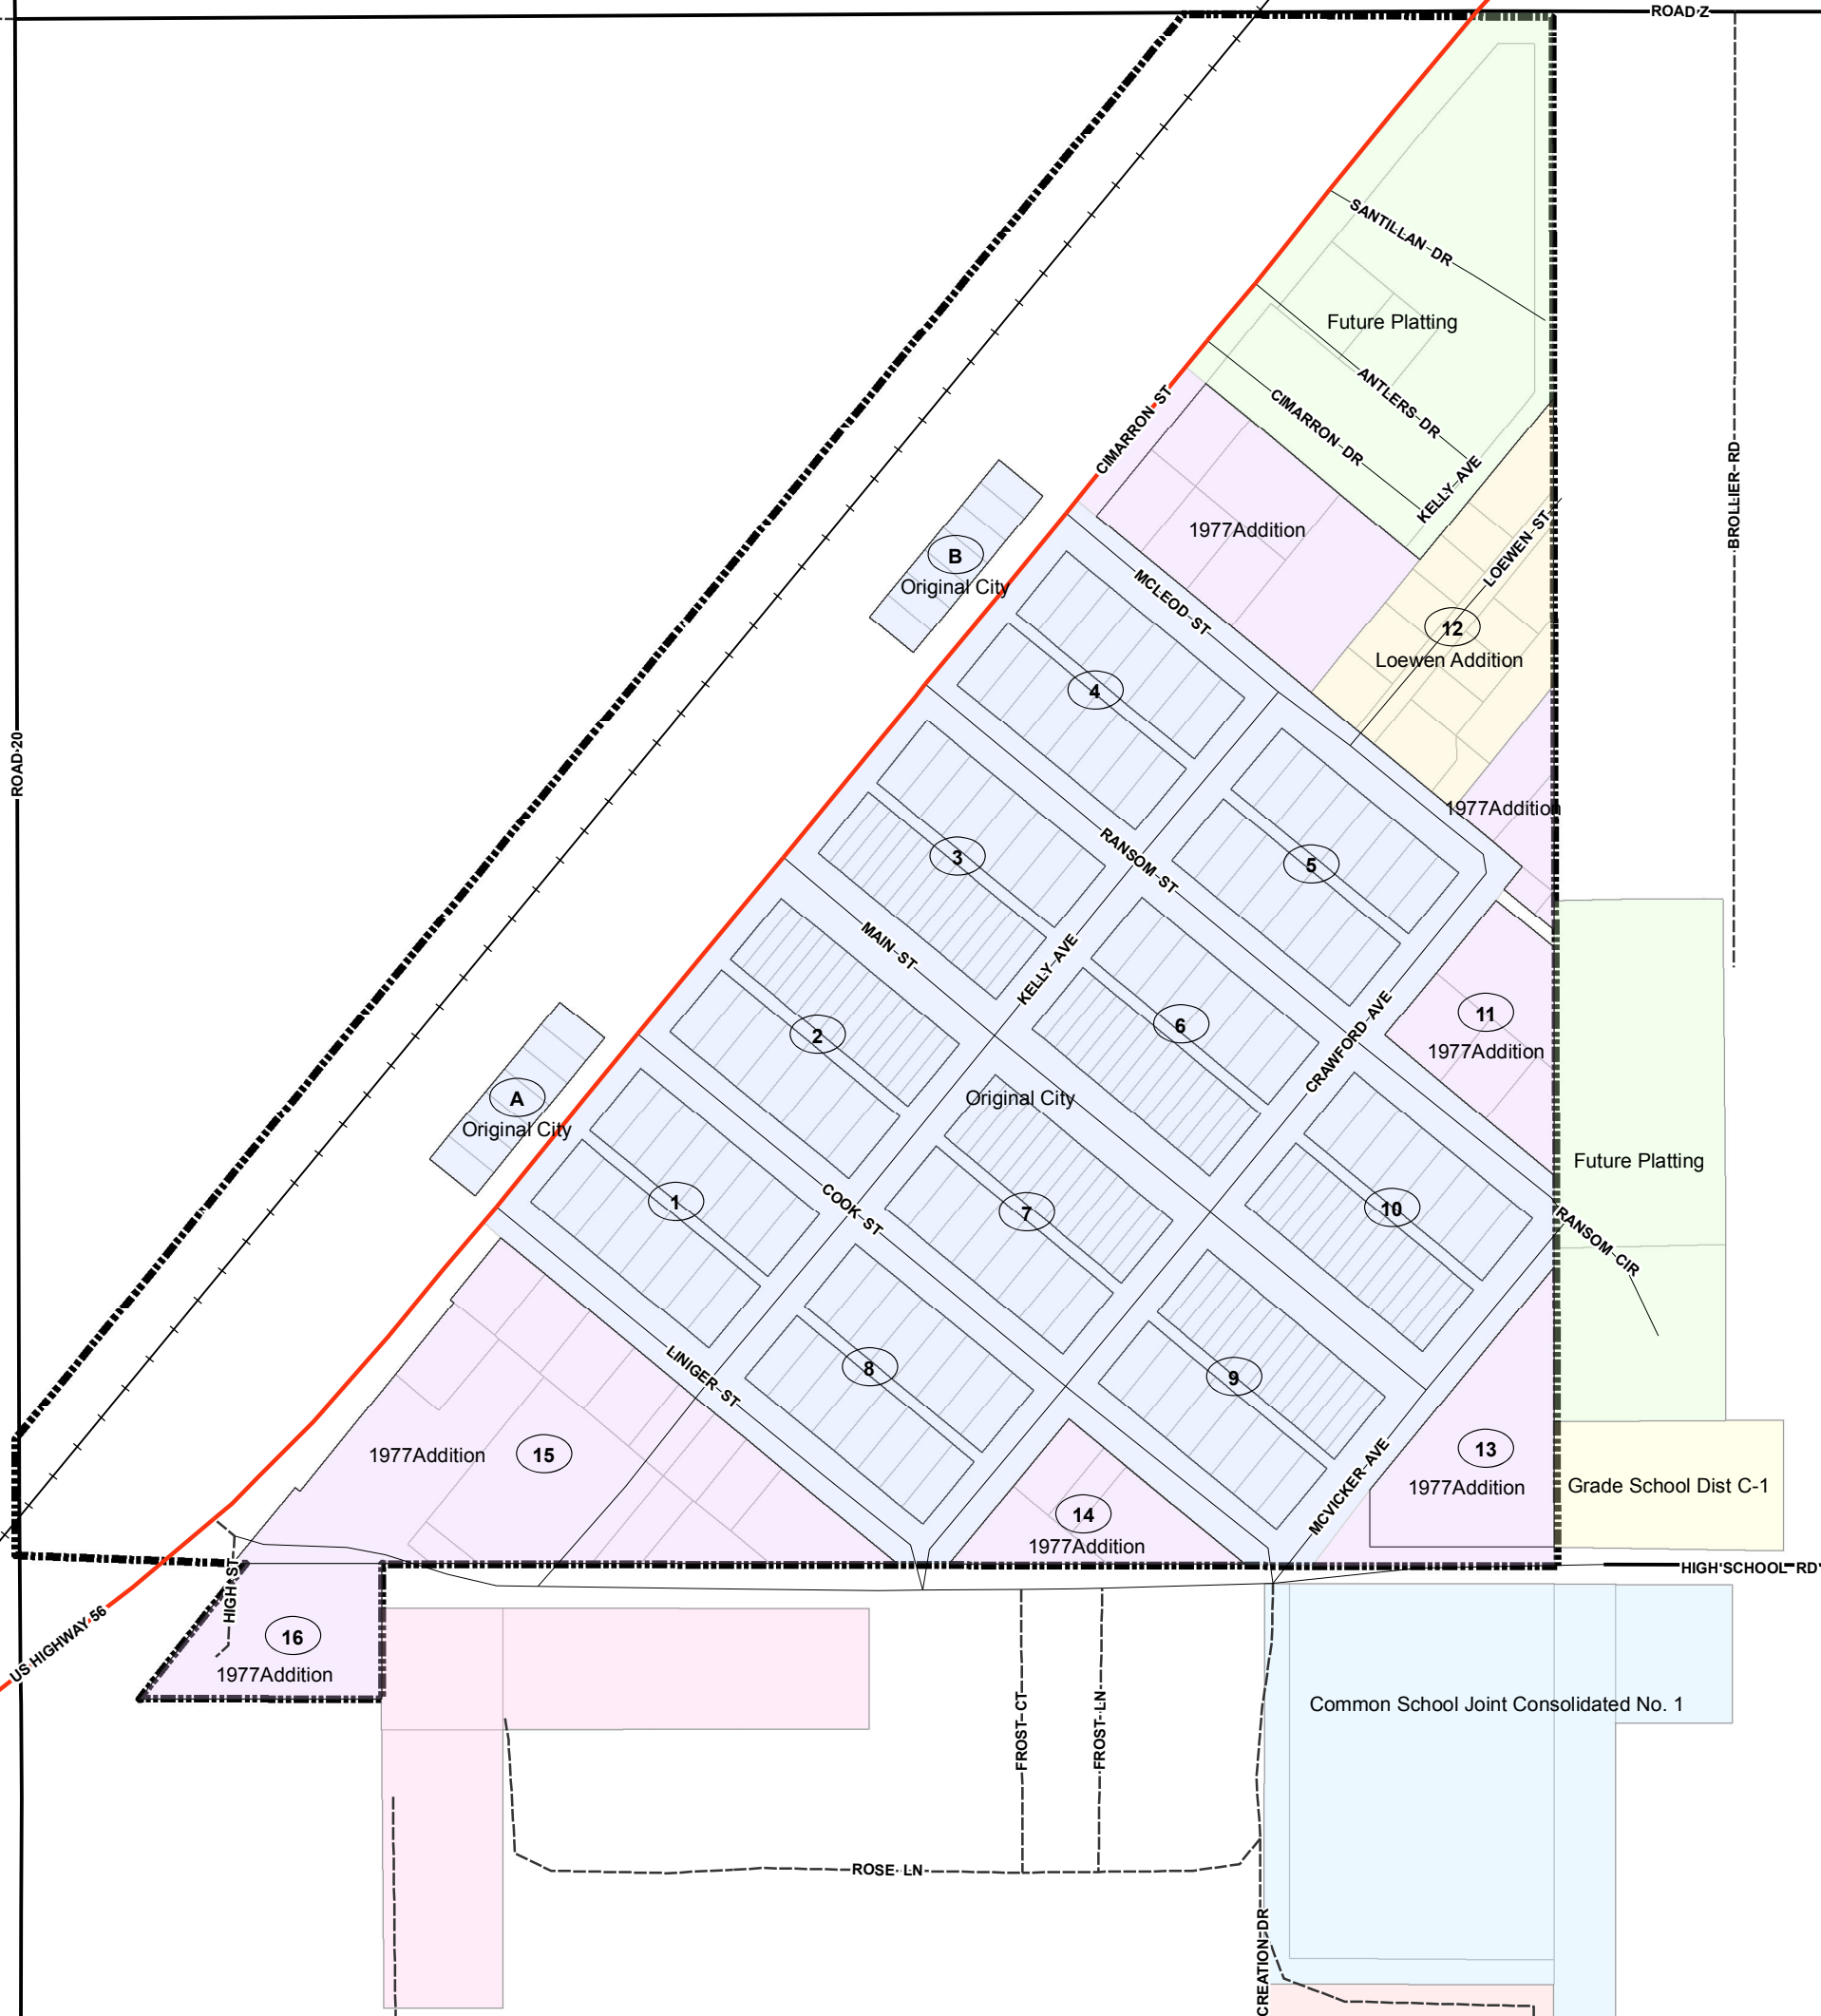 ROAD Z
SANTILLAN DR
Future Platting
ANTLERS DR
CIMARRON DR
CIMARRON ST
KELLY AVE
BROLLIER RD
1977Addition
LOEWEN ST
B
Original City
MCLEOD ST
12
Loewen Addition
4
ROAD 20
1977Addition
3
RANSOM ST
5
MAIN ST
KELLY AVE
11
6
2
CRAWFORD AVE
1977Addition
A
Original City
Original City
Future Platting
1
COOK ST
7
10
RANSOM CIR
LINIGER ST
8
9
1977Addition
15
13
1977Addition
Grade School Dist C-1
MCVICKER AVE
14
1977Addition
HIGH SCHOOL RD
HIGH ST
US HIGHWAY 56
16
1977Addition
Common School Joint Consolidated No. 1
FROST CT
FROST LN
ROSE LN
CREATION DR